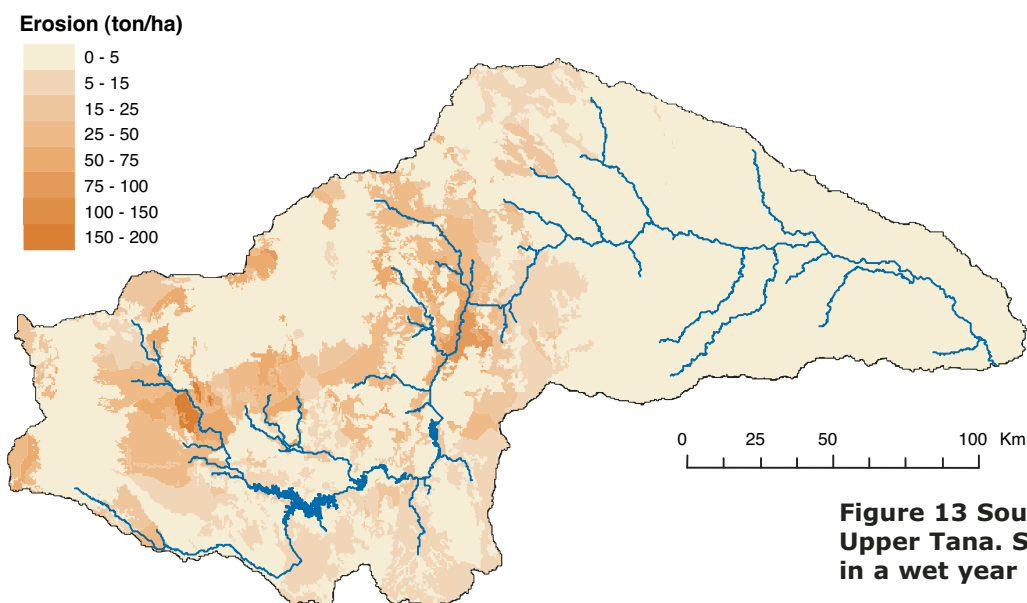 Erosion (ton/ha)
0 - 5
5 - 15
15 - 25
25 - 50
50 - 75
75 - 100
100 - 150
150 - 200
0 25 50 100 Km
Figure 13 Sou
Upper Tana. S
in a wet year